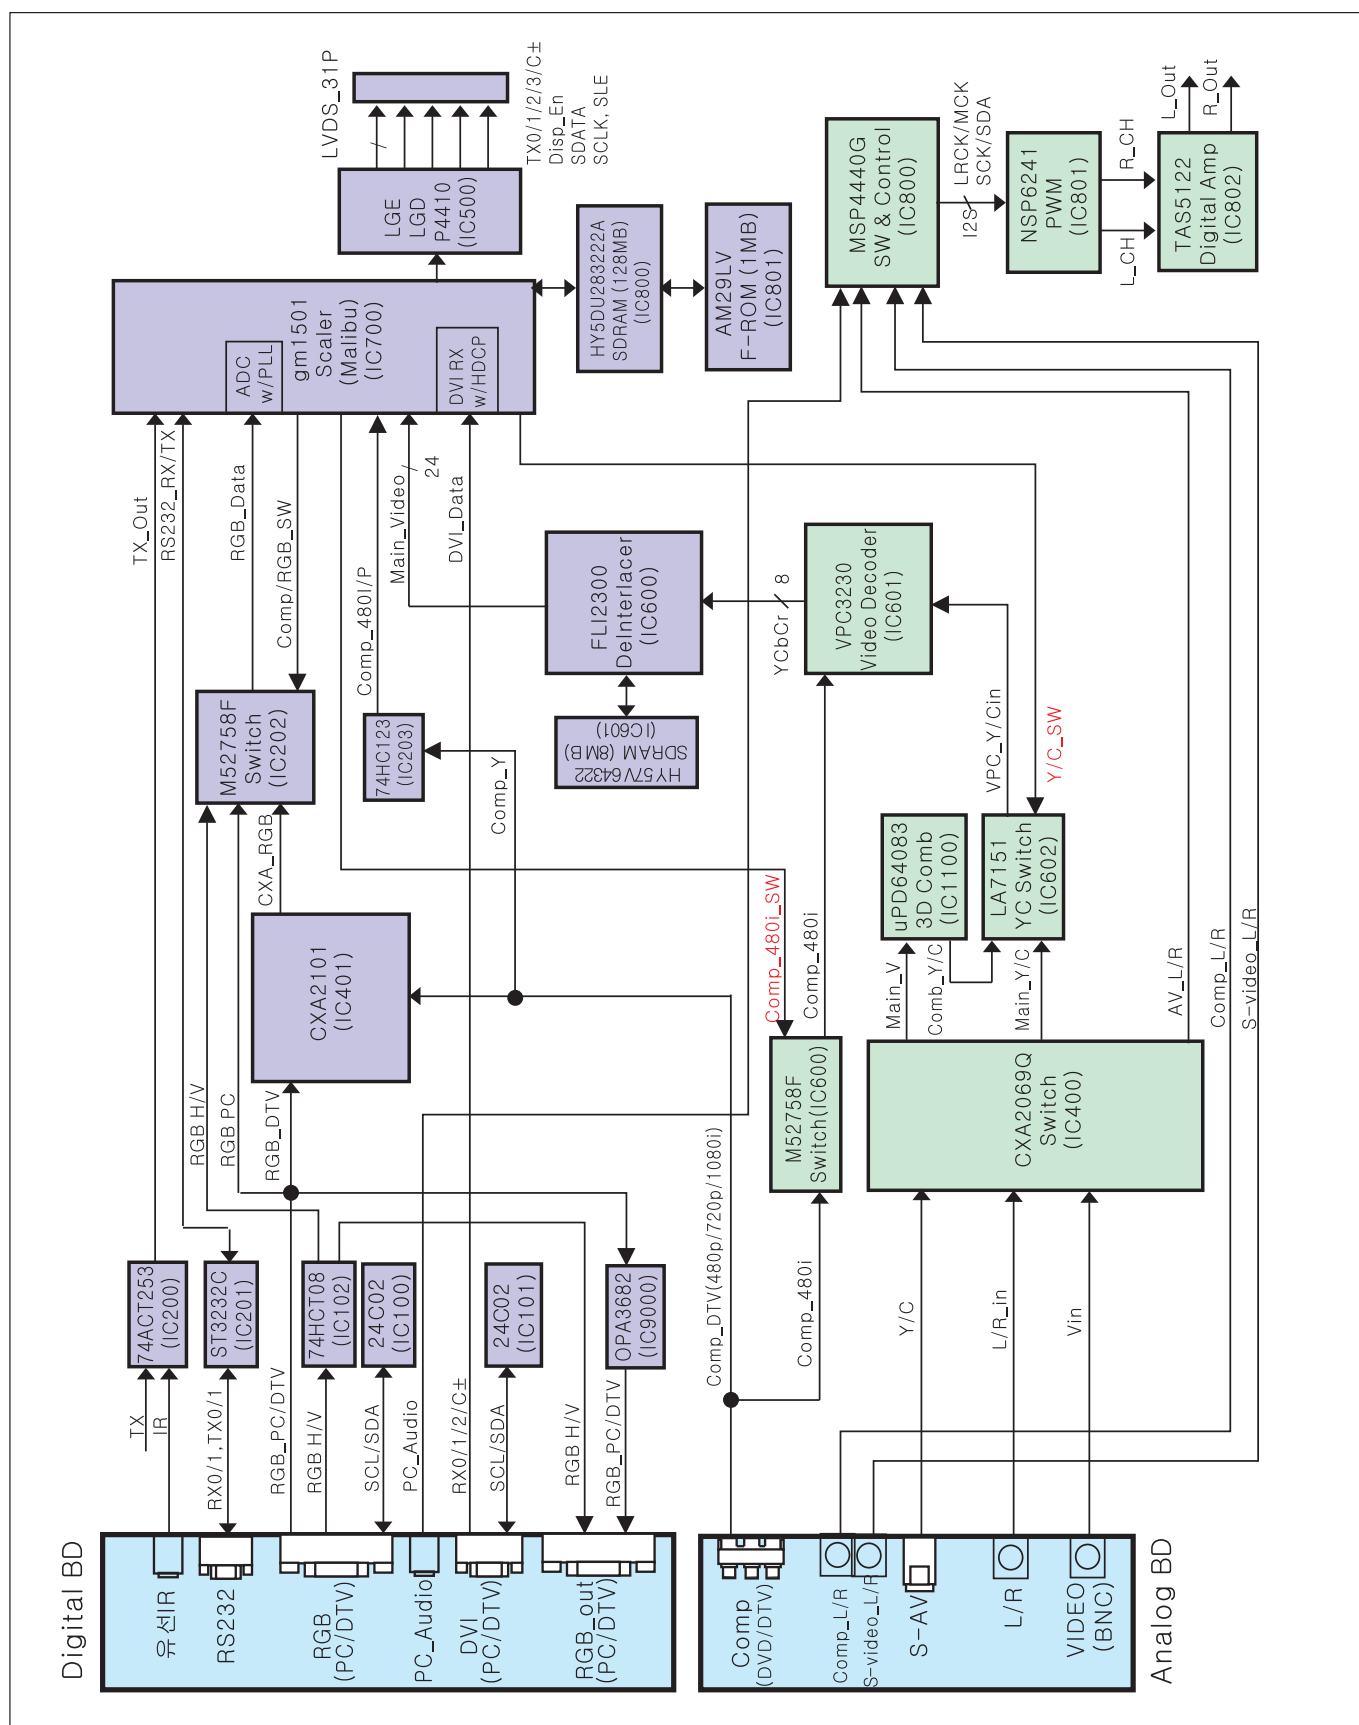 Digital BD
유선IR
RS232
RGB
(PC/DTV)
PC_Audio
DVI
(PC/DTV)
RGB_out
(PC/DTV)
TX
IR
RX0/1,TX0/1
RGB_PC/DTV
RGB H/V
SCL/SDA
PC_Audio
RX0/1/2/C±
SCL/SDA
RGB H/V
RGB_PC/DTV
74ACT253
(IC200)
ST3232C
(IC201)
74HCT08
(IC102)
24C02
(IC100)
24C02
(IC101)
OPA3682
(IC9000)
RGB H/V
RGB PC
RGB_DTV
CXA2101
(IC401)
CXA_RGB
M52758F
Switch
(IC202)
74HC123
(IC203)
Comp_Y
TX_Out
RS232_RX/TX
RGB_Data
Comp/RGB_SW
Comp_480I/P
Main_Video
24
DVI_Data
ADC
w/PLL
gm1501
Scaler
(Malibu)
(IC700)
DVI RX
w/HDCP
LGE
LGD
P4410
(IC500)
LVDS_31P
TX0/1/2/3/C±
Disp_En
SDATA
SCLK, SLE
HY5DU283222A
SDRAM (128MB)
(IC800)
AM29LV
F-ROM (1MB)
(IC801)
FLI2300
DeInterlacer
(IC600)
HY57V64322
SDRAM (8MB)
(IC601)
YCbCr
8
VPC3230
Video Decoder
(IC601)
VPC_Y/Cin
Y/C_SW
Comp_480i_SW
Comp_480i
uPD64083
3D Comb
(IC1100)
LA7151
YC Switch
(IC602)
Main_V
Comb_Y/C
Main_Y/C
AV_L/R
Comp_L/R
S-video_L/R
M52758F
Switch(IC600)
CXA2069Q
Switch
(IC400)
Comp_DTV(480p/720p/1080i)
Comp_480i
Y/C
L/R_in
Vin
MSP4440G
SW & Control
(IC800)
I2S
LRCK/MCK
SCK/SDA
NSP6241
PWM
(IC801)
L_CH
R_CH
TAS5122
Digital Amp
(IC802)
L_Out
R_Out
Comp
(DVD/DTV)
Comp_L/R
S-video_L/R
S-AV
L/R
VIDEO
(BNC)
Analog BD